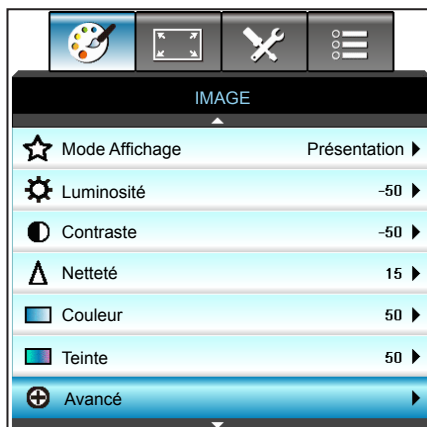 IMAGE
Mode Affichage Présentation
Luminosité -50
Contraste -50
Netteté 15
Couleur 50
Teinte 50
Avancé